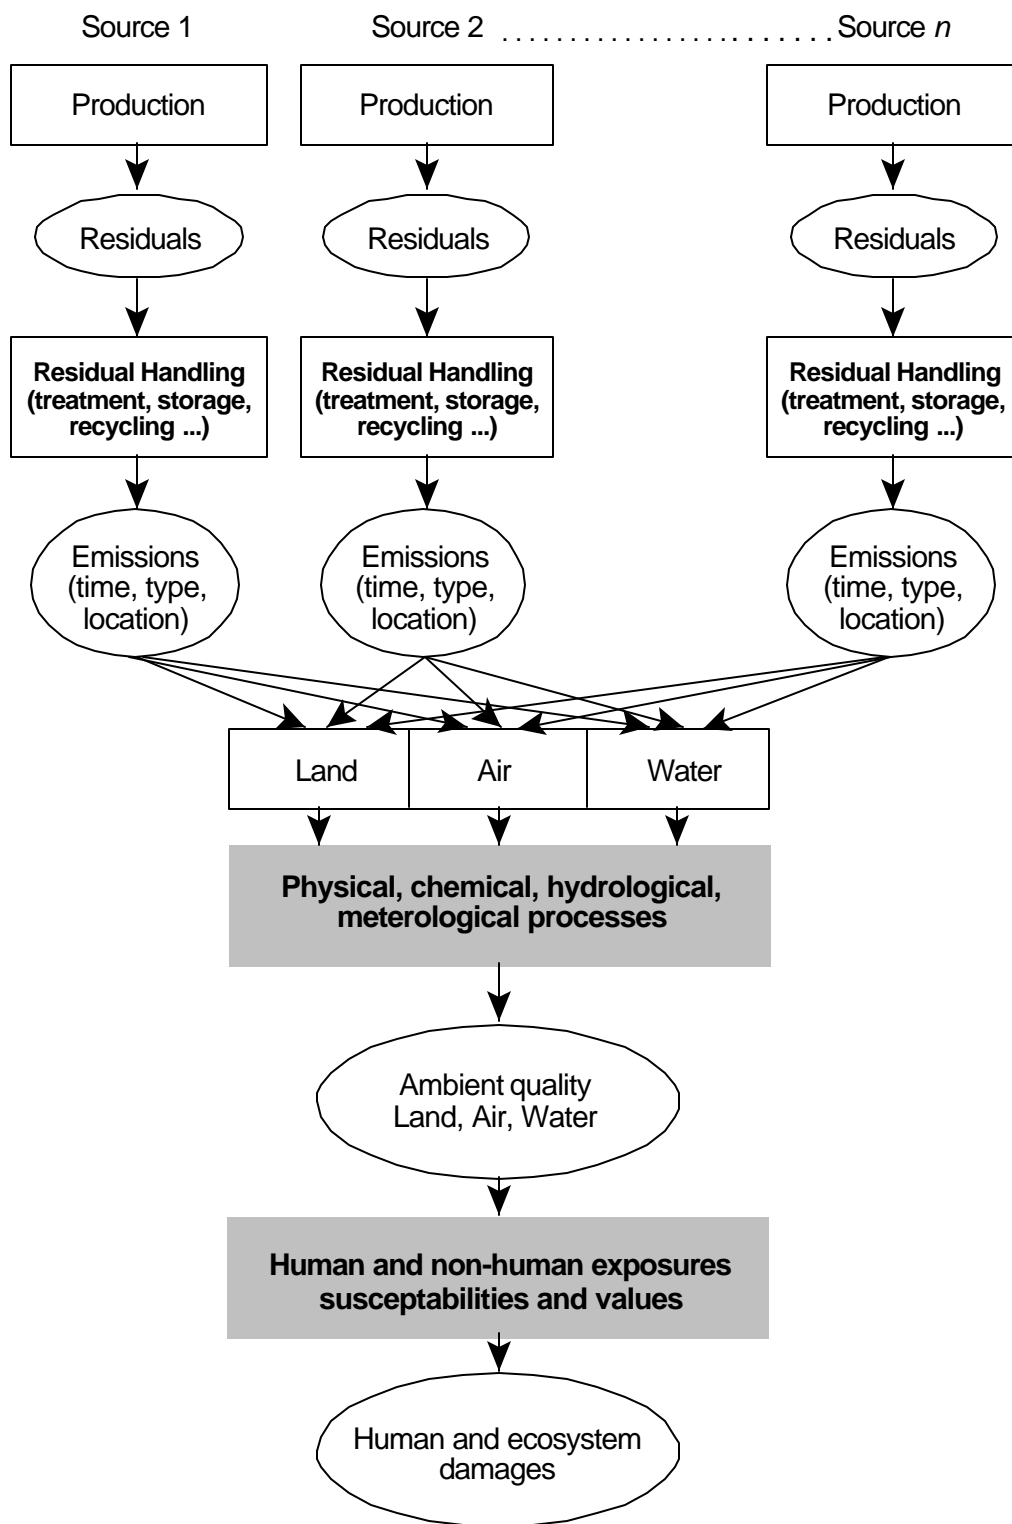 Source 1
Source 2 ........................ Source n
Production
Production
Production
Residuals
Residuals
Residuals
Residual Handling
(treatment, storage,
recycling ...)
Residual Handling
(treatment, storage,
recycling ...)
Residual Handling
(treatment, storage,
recycling ...)
Emissions
(time, type,
location)
Emissions
(time, type,
location)
Emissions
(time, type,
location)
Land
Air
Water
Physical, chemical, hydrological,
meterological processes
Ambient quality
Land, Air, Water
Human and non-human exposures
susceptabilities and values
Human and ecosystem
damages